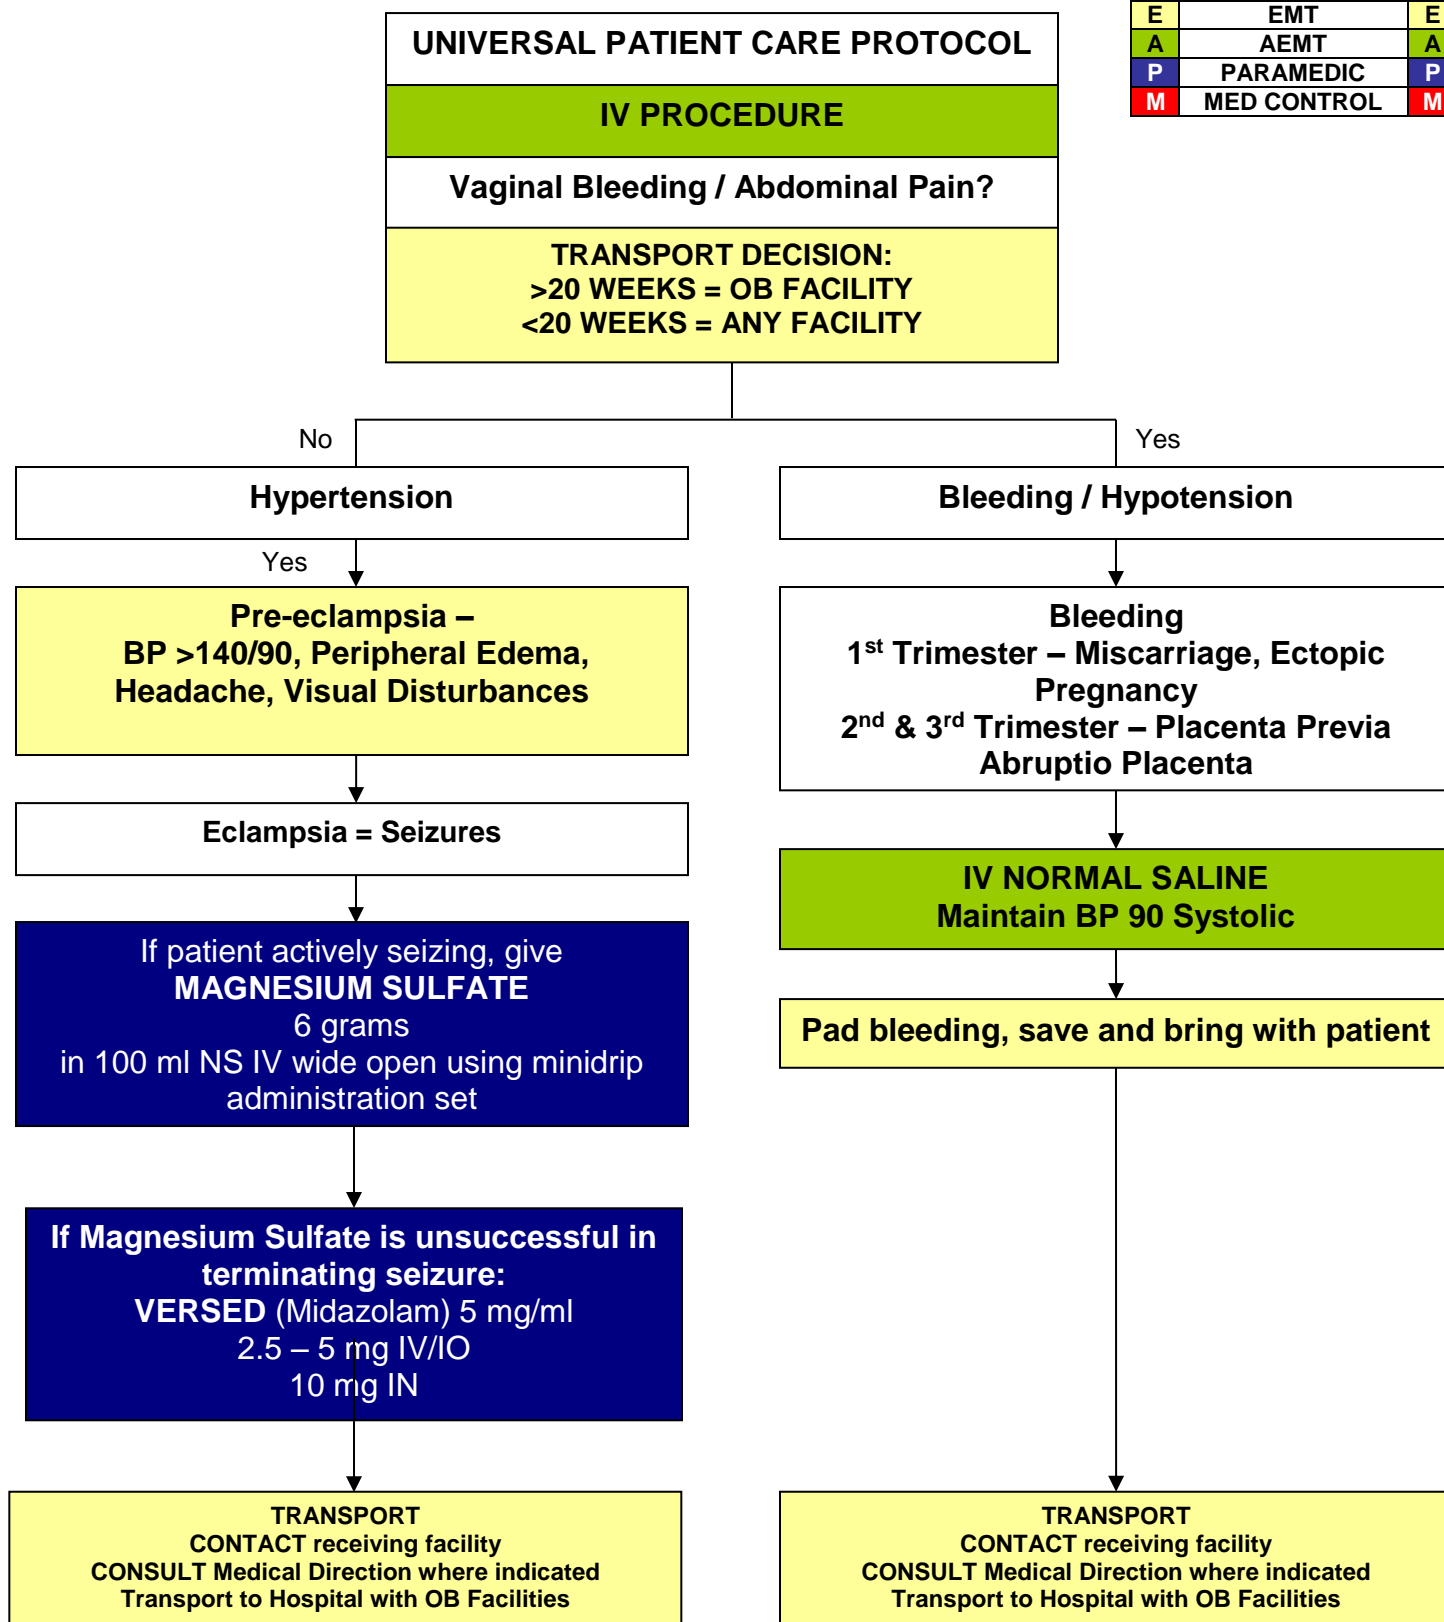 E EMT E
A AEMT A
P PARAMEDIC P
M MED CONTROL M
UNIVERSAL PATIENT CARE PROTOCOL
IV PROCEDURE
Vaginal Bleeding / Abdominal Pain?
TRANSPORT DECISION:
>20 WEEKS = OB FACILITY
<20 WEEKS = ANY FACILITY
No
Yes
Hypertension
Yes
Pre-eclampsia –
BP >140/90, Peripheral Edema,
Headache, Visual Disturbances
Eclampsia = Seizures
If patient actively seizing, give
MAGNESIUM SULFATE
6 grams
in 100 ml NS IV wide open using minidrip
administration set
If Magnesium Sulfate is unsuccessful in
terminating seizure:
VERSED (Midazolam) 5 mg/ml
2.5 – 5 mg IV/IO
10 mg IN
TRANSPORT
CONTACT receiving facility
CONSULT Medical Direction where indicated
Transport to Hospital with OB Facilities
Bleeding / Hypotension
Bleeding
1st Trimester – Miscarriage, Ectopic
Pregnancy
2nd & 3rd Trimester – Placenta Previa
Abruptio Placenta
IV NORMAL SALINE
Maintain BP 90 Systolic
Pad bleeding, save and bring with patient
TRANSPORT
CONTACT receiving facility
CONSULT Medical Direction where indicated
Transport to Hospital with OB Facilities